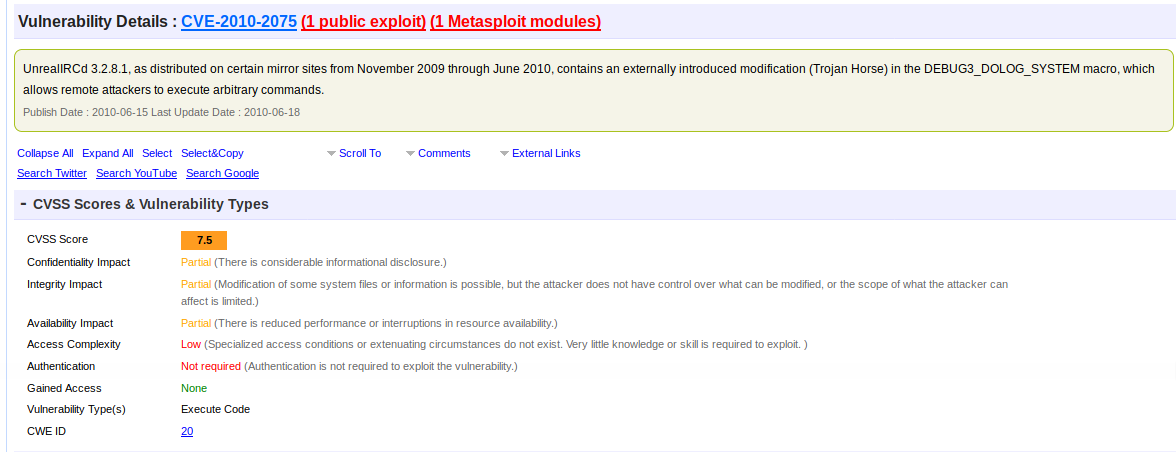 Vulnerability Details : CVE-2010-2075 (1 public exploit) (1 Metasploit modules)
UnrealIRCd 3.2.8.1, as distributed on certain mirror sites from November 2009 through June 2010, contains an externally introduced modification (Trojan Horse) in the DEBUG3_DOLOG_SYSTEM macro, which
allows remote attackers to execute arbitrary commands.
Publish Date : 2010-06-15 Last Update Date : 2010-06-18
Collapse All Expand All Select Select&Copy Scroll To Comments External Links
Search Twitter Search YouTube Search Google
- CVSS Scores & Vulnerability Types
CVSS Score 7.5
Confidentiality Impact Partial (There is considerable informational disclosure.)
Integrity Impact Partial (Modification of some system files or information is possible, but the attacker does not have control over what can be modified, or the scope of what the attacker can
affect is limited.)
Availability Impact Partial (There is reduced performance or interruptions in resource availability.)
Access Complexity Low (Specialized access conditions or extenuating circumstances do not exist. Very little knowledge or skill is required to exploit. )
Authentication Not required (Authentication is not required to exploit the vulnerability.)
Gained Access None
Vulnerability Type(s) Execute Code
CWE ID 20